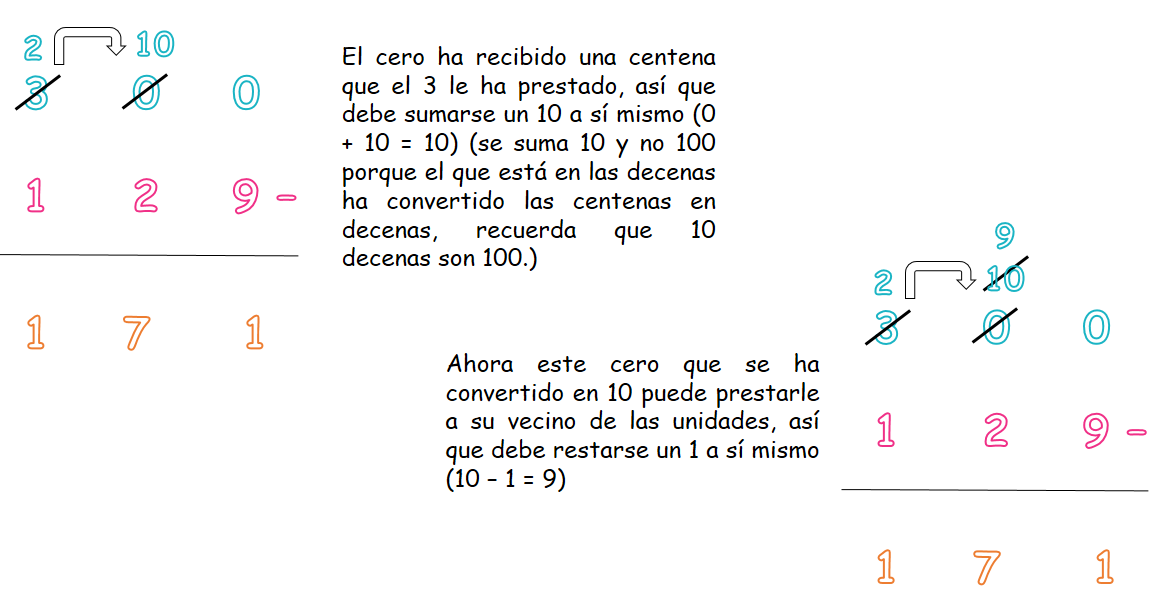 2 10
3 0 0
1 2 9 -
1 7 1
El cero ha recibido una centena
que el 3 le ha prestado, así que
debe sumarse un 10 a sí mismo (0
+ 10 = 10) (se suma 10 y no 100
porque el que está en las decenas
ha convertido las centenas en
decenas, recuerda que 10
decenas son 100.)
Ahora este cero que se ha
convertido en 10 puede prestarle
a su vecino de las unidades, así
que debe restarse un 1 a sí mismo
(10 – 1 = 9)
9
2 10
3 0 0
1 2 9 -
1 7 1